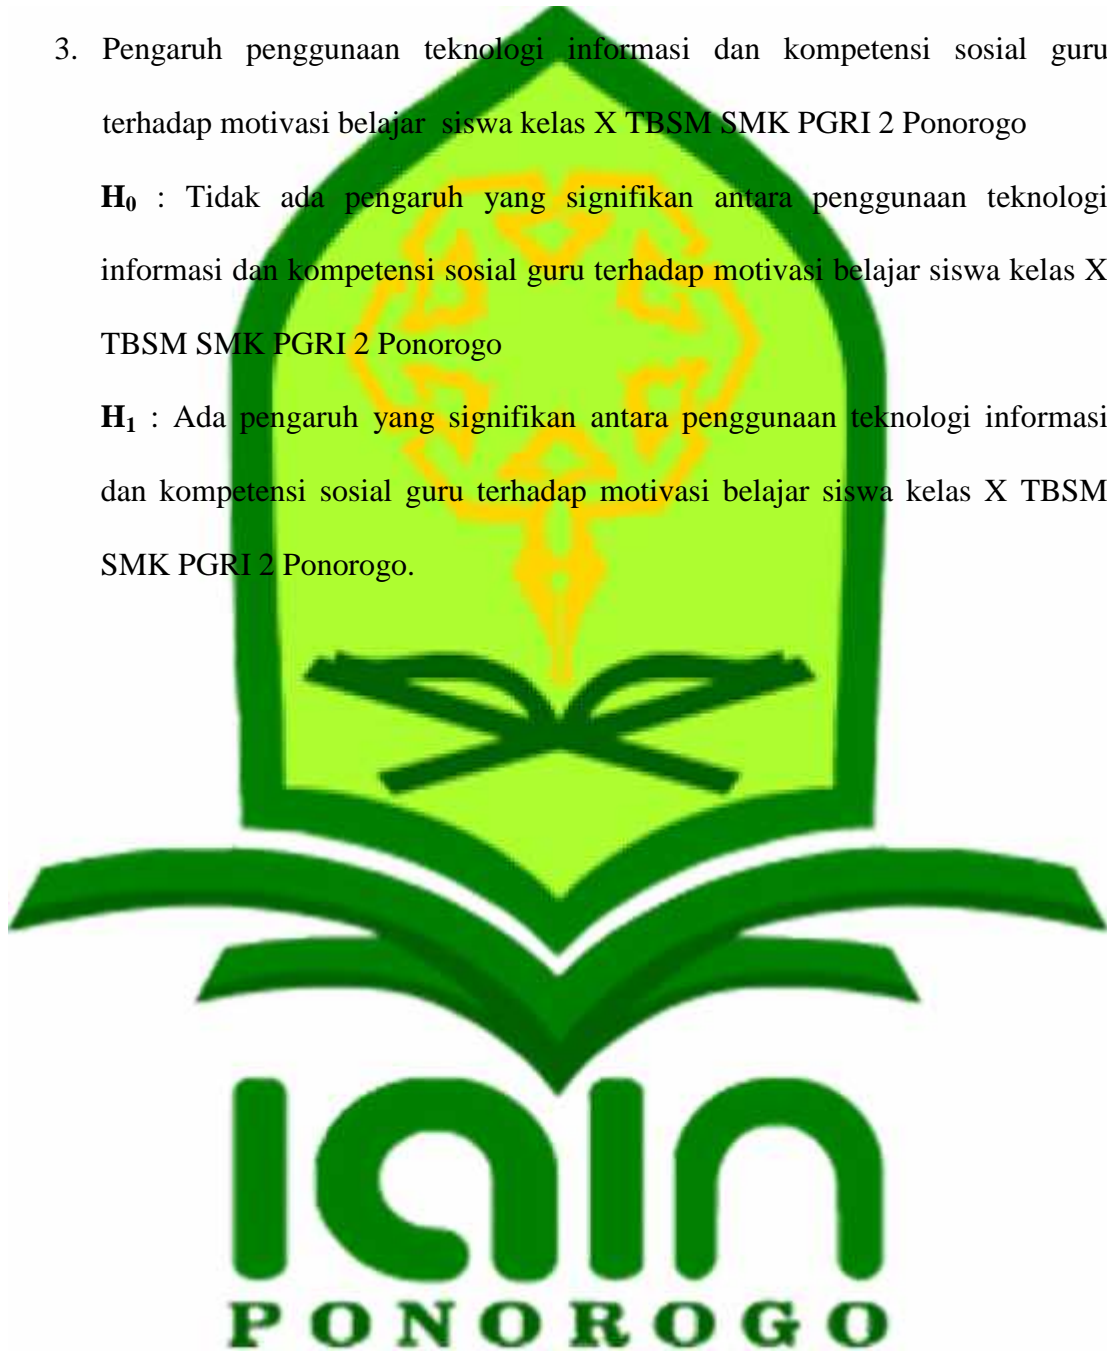 3. Pengaruh penggunaan teknologi informasi dan kompetensi sosial guru
terhadap motivasi belajar siswa kelas X TBSM SMK PGRI 2 Ponorogo
H₀ : Tidak ada pengaruh yang signifikan antara penggunaan teknologi
informasi dan kompetensi sosial guru terhadap motivasi belajar siswa kelas X
TBSM SMK PGRI 2 Ponorogo
H₁ : Ada pengaruh yang signifikan antara penggunaan teknologi informasi
dan kompetensi sosial guru terhadap motivasi belajar siswa kelas X TBSM
SMK PGRI 2 Ponorogo.
iain
PONOROGO